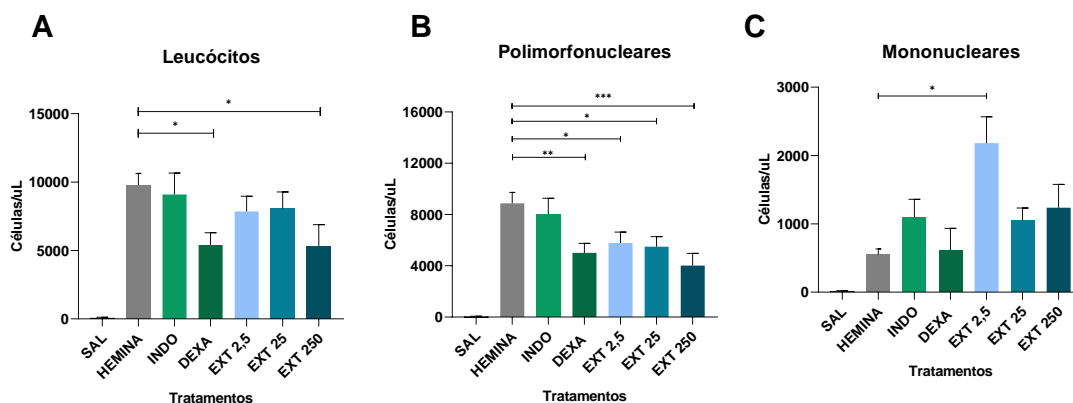 A
Leucócitos
Células/uL
15000
10000
5000
0
*
*
SAL
HEMINA
INDO
DEXA
EXT 2,5
EXT 25
EXT 250
Tratamentos
B
Polimorfonucleares
Células/uL
16000
12000
8000
4000
0
***
*
*
**
SAL
HEMINA
INDO
DEXA
EXT 2,5
EXT 25
EXT 250
Tratamentos
C
Mononucleares
Células/uL
3000
2000
1000
0
*
SAL
HEMINA
INDO
DEXA
EXT 2,5
EXT 25
EXT 250
Tratamentos